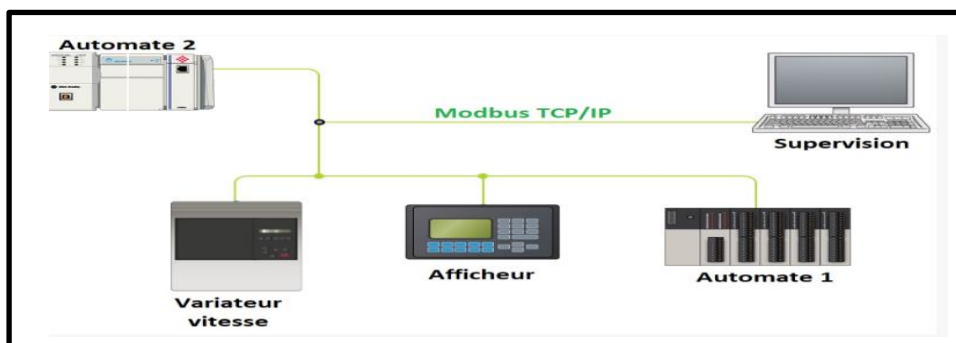 Automate 2
Modbus TCP/IP
Supervision
Afficheur
Automate 1
Variateur
vitesse